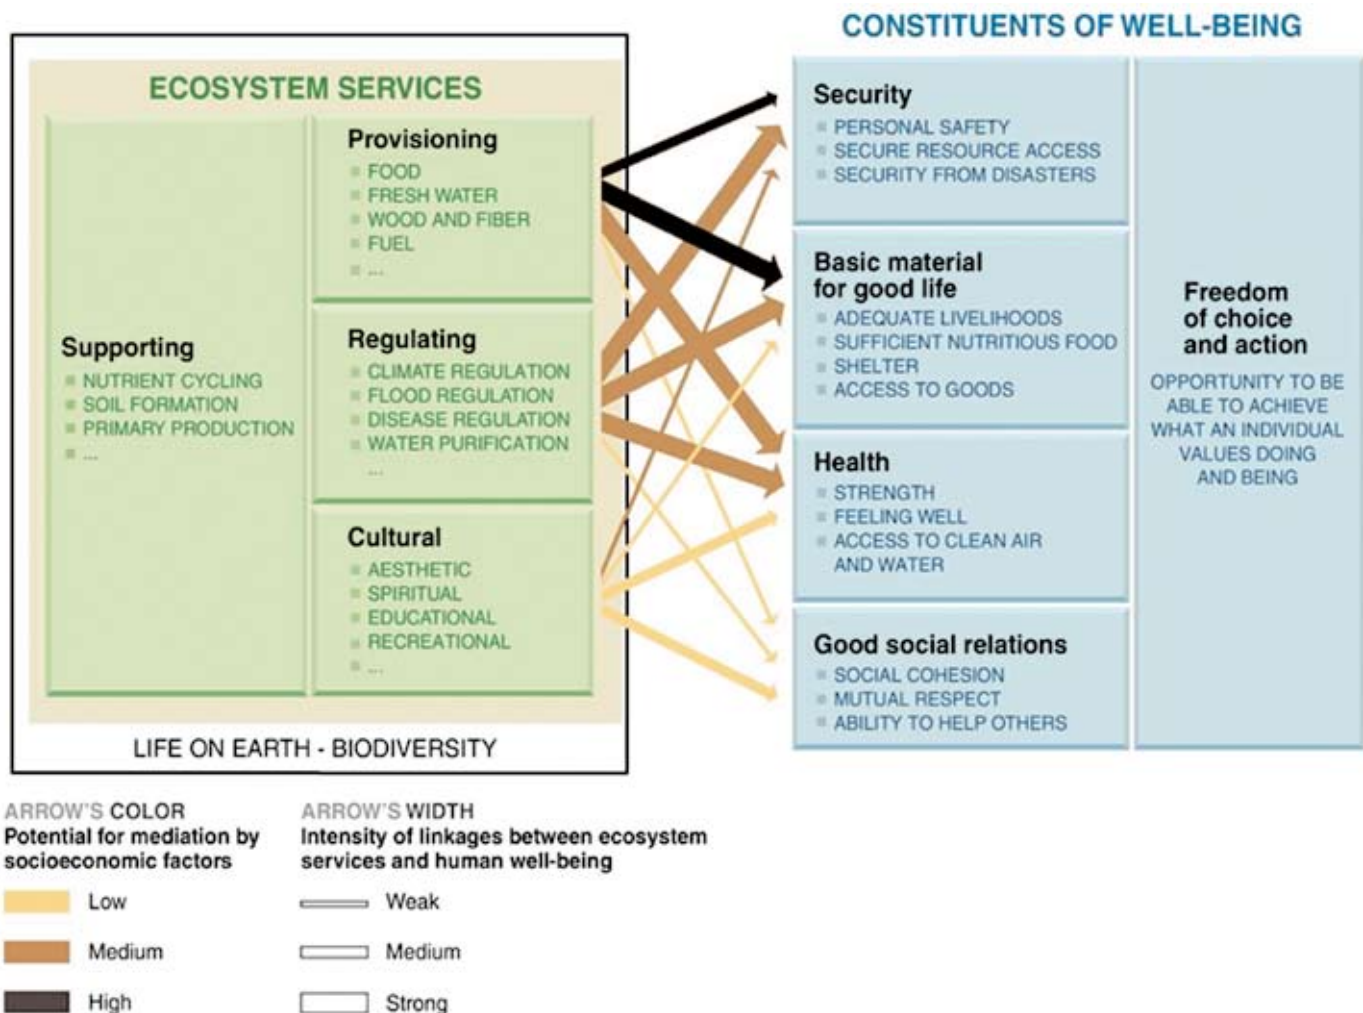 CONSTITUENTS OF WELL-BEING
ECOSYSTEM SERVICES
Supporting
NUTRIENT CYCLING
SOIL FORMATION
PRIMARY PRODUCTION
...
Provisioning
FOOD
FRESH WATER
WOOD AND FIBER
FUEL
...
Regulating
CLIMATE REGULATION
FLOOD REGULATION
DISEASE REGULATION
WATER PURIFICATION
...
Cultural
AESTHETIC
SPIRITUAL
EDUCATIONAL
RECREATIONAL
...
LIFE ON EARTH - BIODIVERSITY
Security
PERSONAL SAFETY
SECURE RESOURCE ACCESS
SECURITY FROM DISASTERS
Basic material
for good life
ADEQUATE LIVELIHOODS
SUFFICIENT NUTRITIOUS FOOD
SHELTER
ACCESS TO GOODS
Health
STRENGTH
FEELING WELL
ACCESS TO CLEAN AIR
AND WATER
Good social relations
SOCIAL COHESION
MUTUAL RESPECT
ABILITY TO HELP OTHERS
Freedom
of choice
and action
OPPORTUNITY TO BE
ABLE TO ACHIEVE
WHAT AN INDIVIDUAL
VALUES DOING
AND BEING
ARROW'S COLOR
Potential for mediation by
socioeconomic factors
Low
Medium
High
ARROW'S WIDTH
Intensity of linkages between ecosystem
services and human well-being
Weak
Medium
Strong